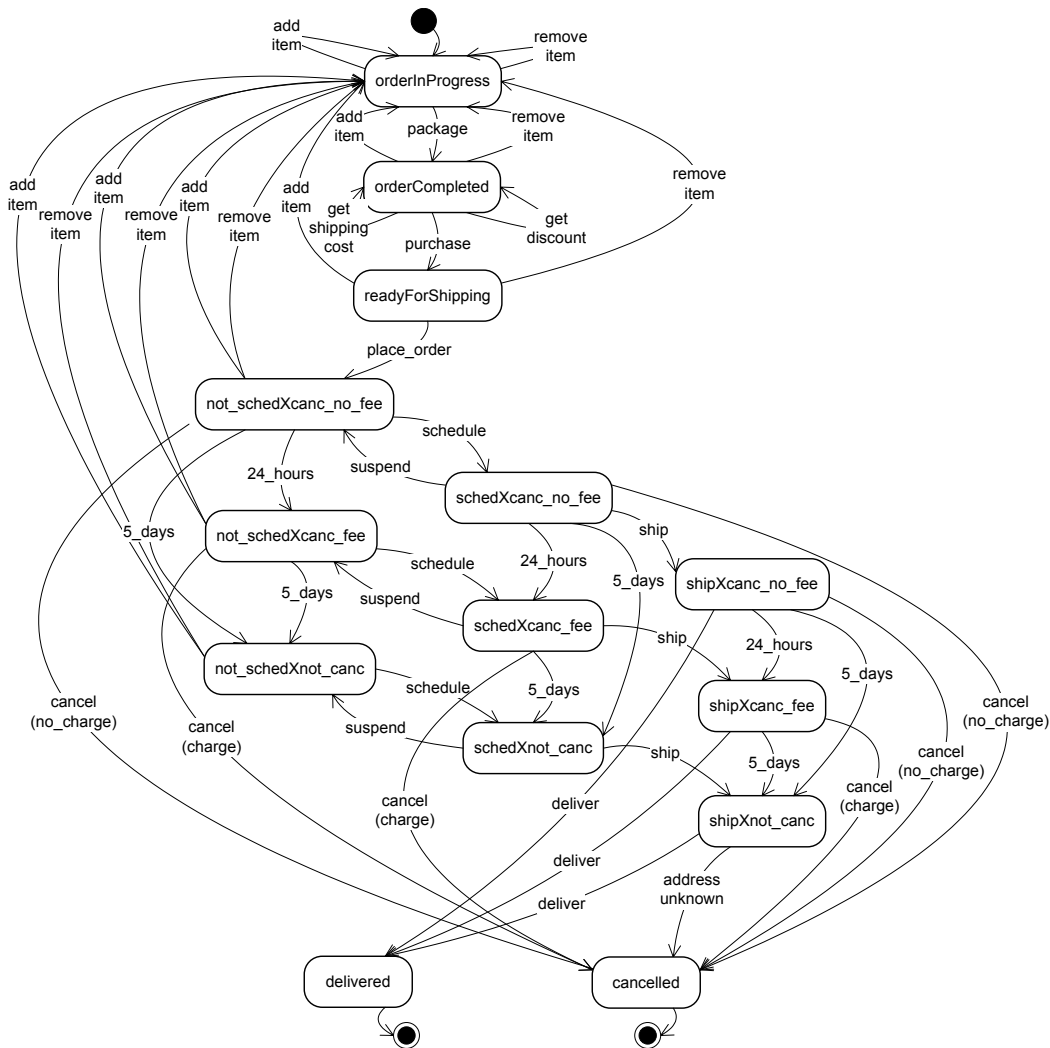 add
item
remove
item
orderInProgress
add
item
package
remove
item
orderCompleted
remove
item
add
item
remove
item
add
item
remove
item
add
item
remove
item
add
item
get
shipping
cost
get
discount
purchase
readyForShipping
place_order
not_schedXcanc_no_fee
schedule
suspend
24_hours
schedXcanc_no_fee
5_days
not_schedXcanc_fee
ship
schedule
24_hours
5_days
shipXcanc_no_fee
5_days
suspend
schedXcanc_fee
ship
24_hours
not_schedXnot_canc
5_days
schedule
5_days
shipXcanc_fee
cancel
(no_charge)
cancel
(charge)
suspend
schedXnot_canc
ship
5_days
cancel
(no_charge)
cancel
(no_charge)
cancel
(charge)
cancel
(charge)
deliver
shipXnot_canc
deliver
address
unknown
deliver
delivered
cancelled